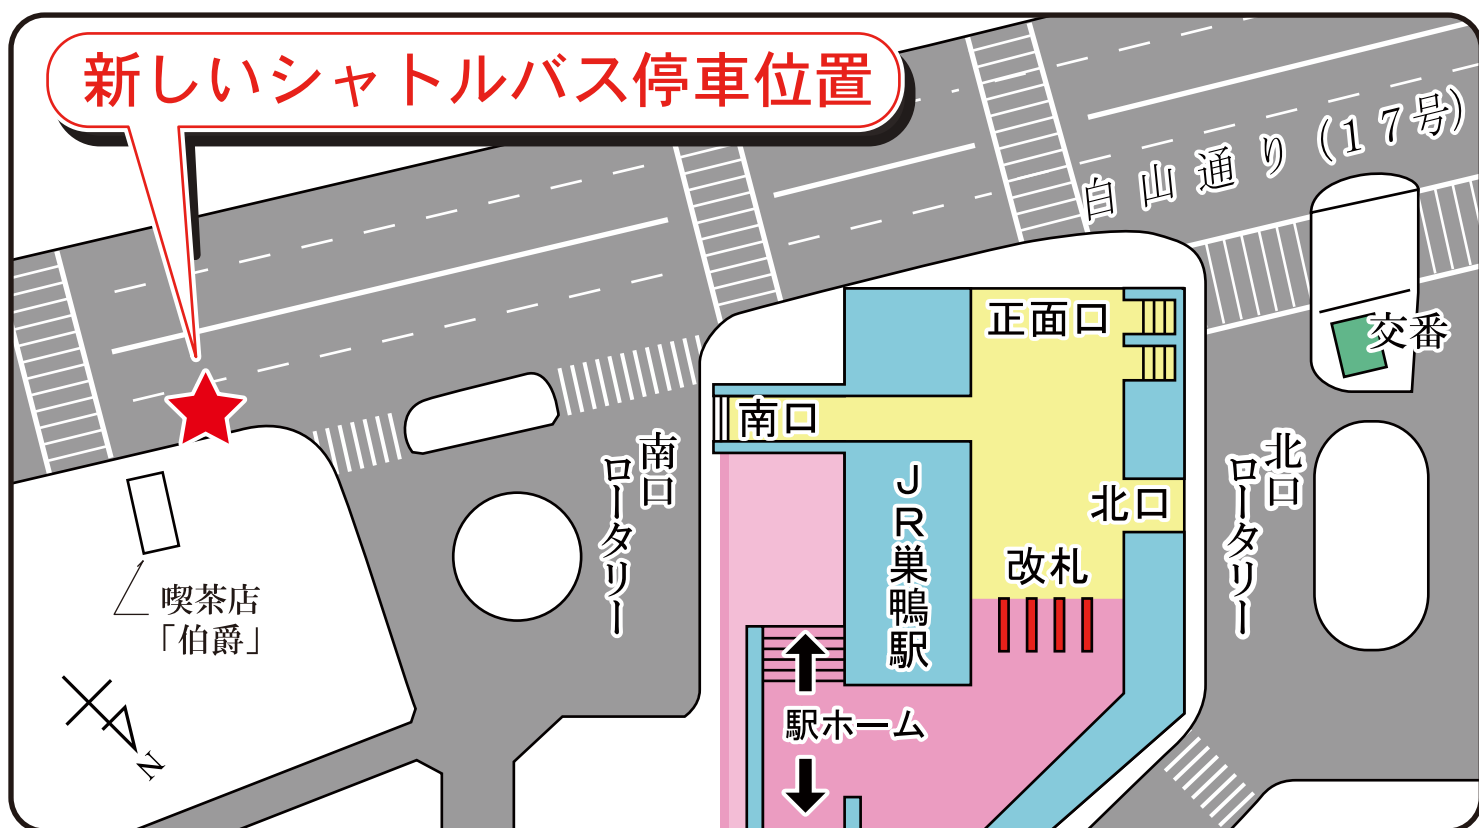 新しいシャトルバス停車位置
白山通り(17号)
正面口
交番
南口
南口
ロータリー
JR巣鴨駅
北口
北口
ロータリー
改札
喫茶店
「伯爵」
駅ホーム
N